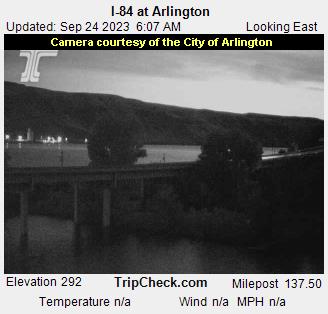 I-84 at Arlington
Updated: Sep 24 2023 6:07 AM Looking East
Camera courtesy of the City of Arlington
Elevation 292 TripCheck.com Milepost 137.50
Temperature n/a Wind n/a MPH n/a